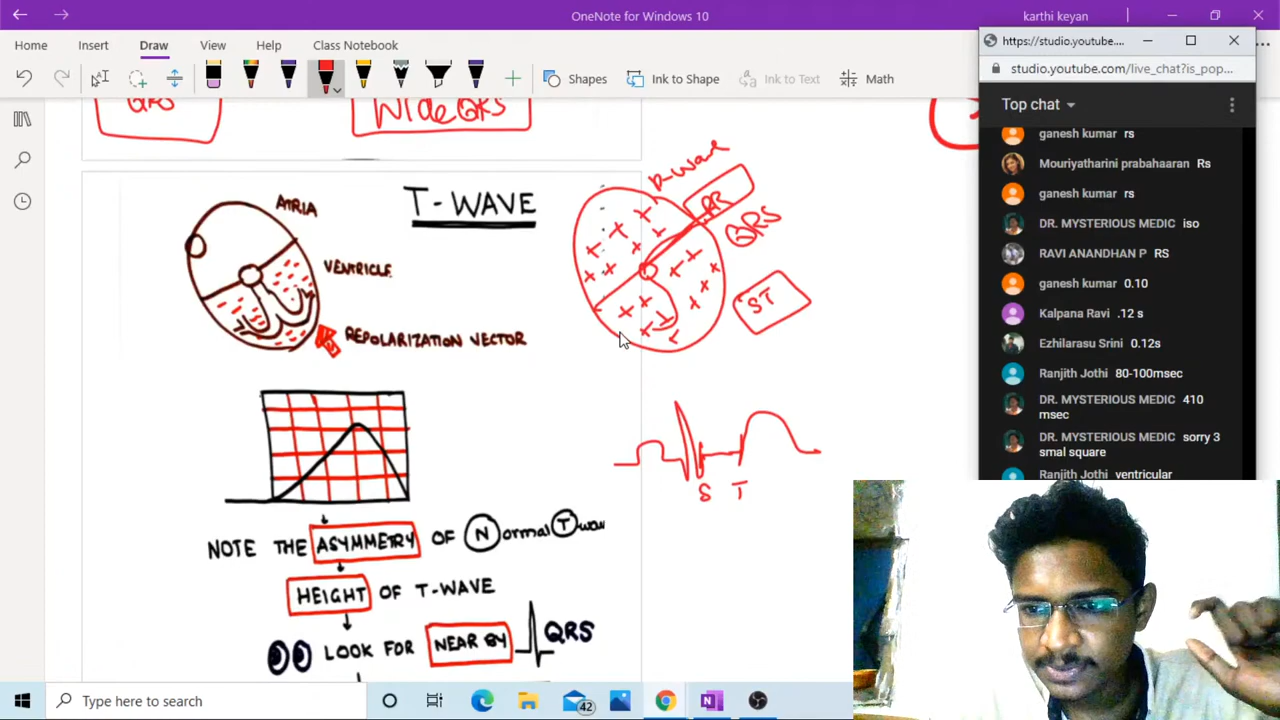 OneNote for Windows 10
karthi keyan
Home Insert Draw View Help Class Notebook
Shapes Ink to Shape Ink to Text Math
QRS
Wide QRS
T-WAVE
ATRIA
VENTRICLE
REPOLARIZATION VECTOR
P-wave
PR
QRS
ST
S T
NOTE THE ASYMMETRY OF Normal T wave
HEIGHT OF T-WAVE
LOOK FOR NEAR BY QRS
https://studio.youtube....
studio.youtube.com/live_chat?is_pop...
Top chat
ganesh kumar rs
Mouriyatharini prabahaaran Rs
ganesh kumar rs
DR. MYSTERIOUS MEDIC iso
RAVI ANANDHAN P RS
ganesh kumar 0.10
Kalpana Ravi .12 s
Ezhilarasu Srini 0.12s
Ranjith Jothi 80-100msec
DR. MYSTERIOUS MEDIC 410
msec
DR. MYSTERIOUS MEDIC sorry 3
smal square
Ranjith Jothi ventricular
Type here to search
42